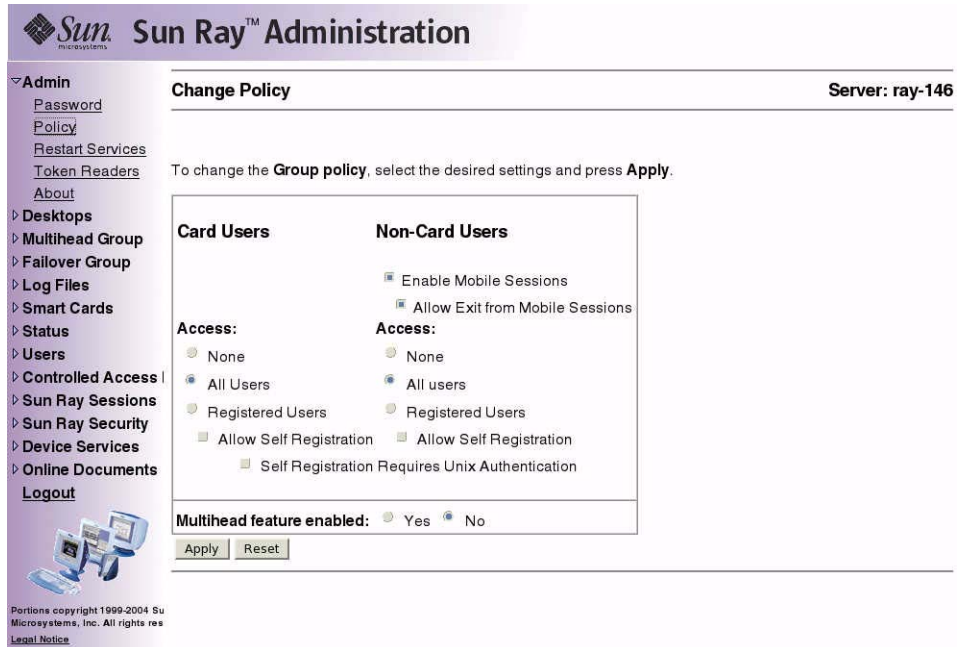 Sun microsystems Sun Ray™ Administration
Admin
Password
Policy
Restart Services
Token Readers
About
Desktops
Multihead Group
Failover Group
Log Files
Smart Cards
Status
Users
Controlled Access
Sun Ray Sessions
Sun Ray Security
Device Services
Online Documents
Logout
Portions copyright 1999-2004 Su
Microsystems, Inc. All rights res
Legal Notice
Change Policy Server: ray-146
To change the Group policy, select the desired settings and press Apply.
Card Users Non-Card Users
Enable Mobile Sessions
Allow Exit from Mobile Sessions
Access: Access:
None None
All Users All users
Registered Users Registered Users
Allow Self Registration Allow Self Registration
Self Registration Requires Unix Authentication
Multihead feature enabled: Yes No
Apply Reset